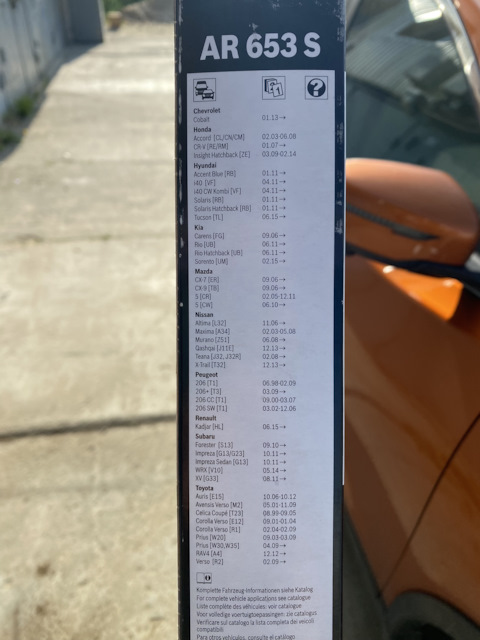 AR 653 S
Chevrolet
Cobalt 01.13→
Honda
Accord [CL/CN/CM] 02.03-06.08
CR-V [RE/RM] 01.07→
Insight Hatchback [ZE] 03.09-02.14
Hyundai
Accent Blue [RB] 01.11→
i40 [VF] 04.11→
i40 CW Kombi [VF] 04.11→
Solaris [RB] 01.11→
Solaris Hatchback [RB] 01.11→
Tucson [TL] 06.15→
Kia
Carens [FG] 09.06→
Rio [UB] 06.11→
Rio Hatchback [UB] 06.11→
Sorento [UM] 02.15→
Mazda
CX-7 [ER] 09.06→
CX-9 [TB] 09.06→
5 [CR] 02.05-12.11
5 [CW] 06.10→
Nissan
Altima [L32] 11.06→
Maxima [A34] 02.03-05.08
Murano [Z51] 06.08→
Qashqai [J11E] 12.13→
Teana [J32, J32R] 02.08→
X-Trail [T32] 12.13→
Peugeot
206 [T1] 06.98-02.09
206+ [T3] 03.09→
206 CC [T1] 09.00-03.07
206 SW [T1] 03.02-12.06
Renault
Kadjar [HL] 06.15→
Subaru
Forester [S13] 09.10→
Impreza [G13/G23] 10.11→
Impreza Sedan [G13] 10.11→
WRX [V10] 05.14→
XV [G33] 08.11→
Toyota
Auris [E15] 10.06-10.12
Avensis Verso [M2] 05.01-11.09
Celica Coupé [T23] 08.99-09.05
Corolla Verso [E12] 09.01-01.04
Corolla Verso [R1] 02.04-02.09
Prius [W20] 09.03-03.09
Prius [W30,W35] 04.09→
RAV4 [A4] 12.12→
Verso [R2] 02.09→
Komplette Fahrzeug-Informationen siehe Katalog
For complete vehicle applications see catalogue
Liste complète des véhicules: voir catalogue
Volledige voertuigtoepassingen: zie catalogus
Verificare sul catalogo la lista completa dei veicoli
compatibili.
Para otros vehículos, consulte el catálogo.